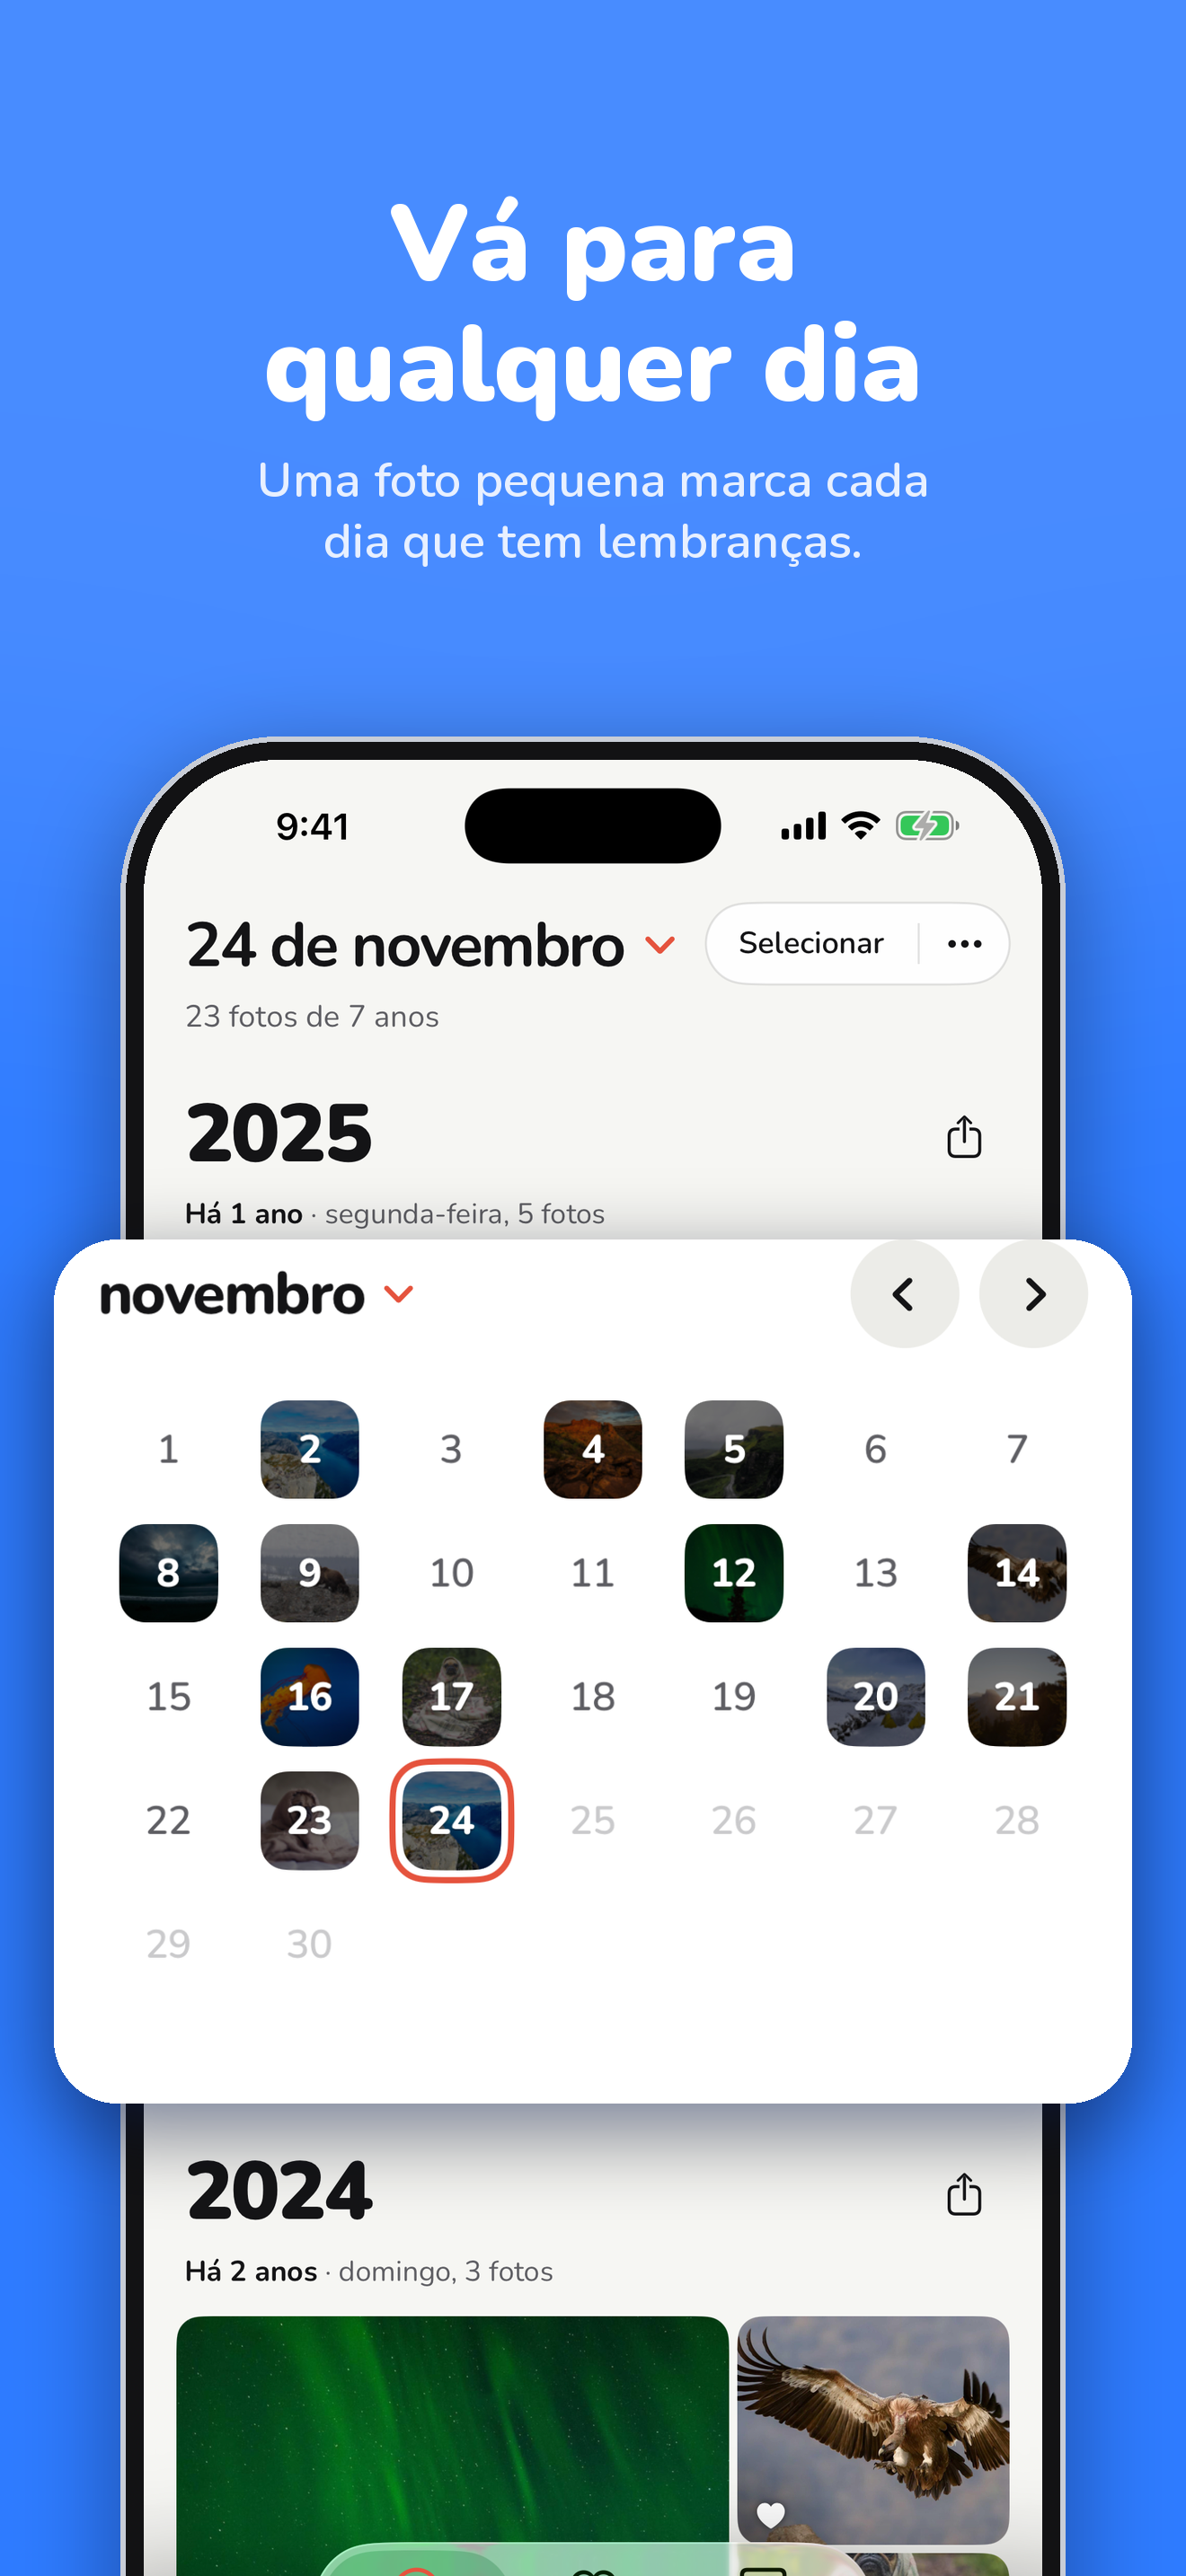 Vá para
qualquer dia
Uma foto pequena marca cada
dia que tem lembranças.
9:41
24 de novembro
Selecionar
23 fotos de 7 anos
2025
Há 1 ano · segunda-feira, 5 fotos
novembro
1 2 3 4 5 6 7
8 9 10 11 12 13 14
15 16 17 18 19 20 21
22 23 24 25 26 27 28
29 30
2024
Há 2 anos · domingo, 3 fotos